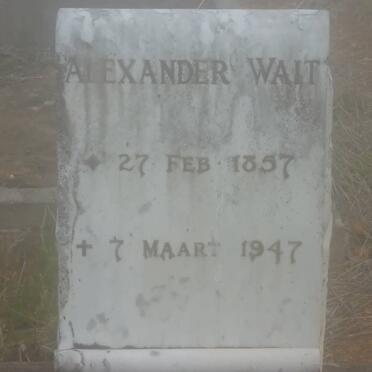 ALEXANDER WAIT
✦ 27 FEB 1857
+ 7 MAART 1947